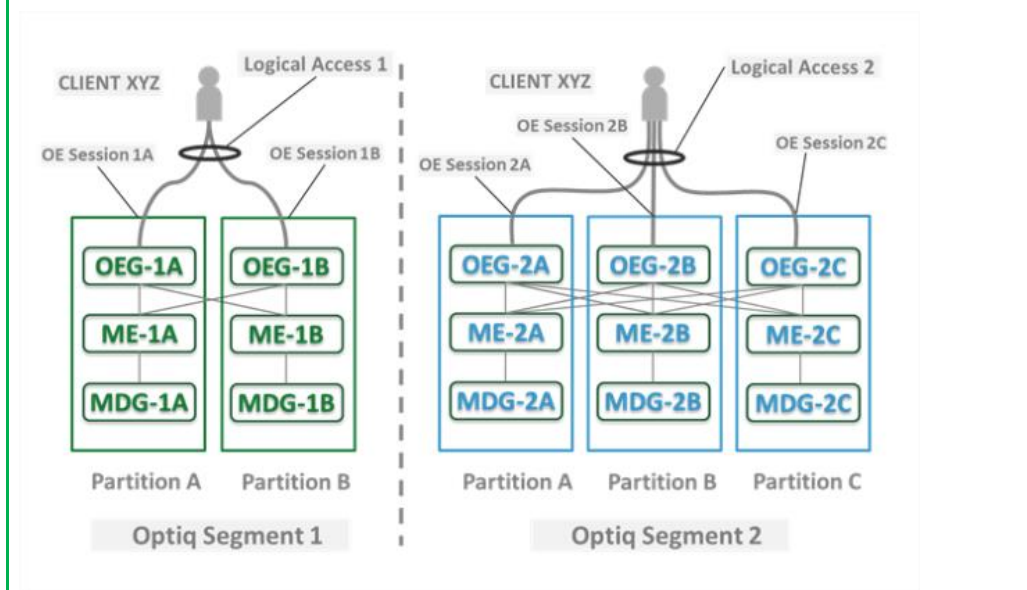 CLIENT XYZ
Logical Access 1
OE Session 1A
OE Session 1B
OEG-1A
OEG-1B
ME-1A
ME-1B
MDG-1A
MDG-1B
Partition A
Partition B
Optiq Segment 1
CLIENT XYZ
Logical Access 2
OE Session 2B
OE Session 2C
OE Session 2A
OEG-2A
OEG-2B
OEG-2C
ME-2A
ME-2B
ME-2C
MDG-2A
MDG-2B
MDG-2C
Partition A
Partition B
Partition C
Optiq Segment 2